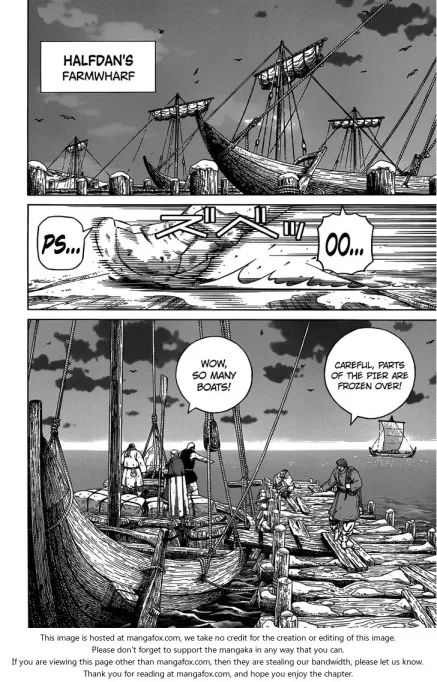 HALFDAN'S
FARMWHARF
PS...
ズベッ
OO...
WOW,
SO MANY
BOATS!
CAREFUL, PARTS
OF THE PIER ARE
FROZEN OVER!
This image is hosted at mangafox.com, we take no credit for the creation or editing of this image.
Please don't forget to support the mangaka in any way that you can.
If you are viewing this page other than mangafox.com, then they are stealing our bandwidth, please let us know.
Thank you for reading at mangafox.com, and hope you enjoy the chapter.